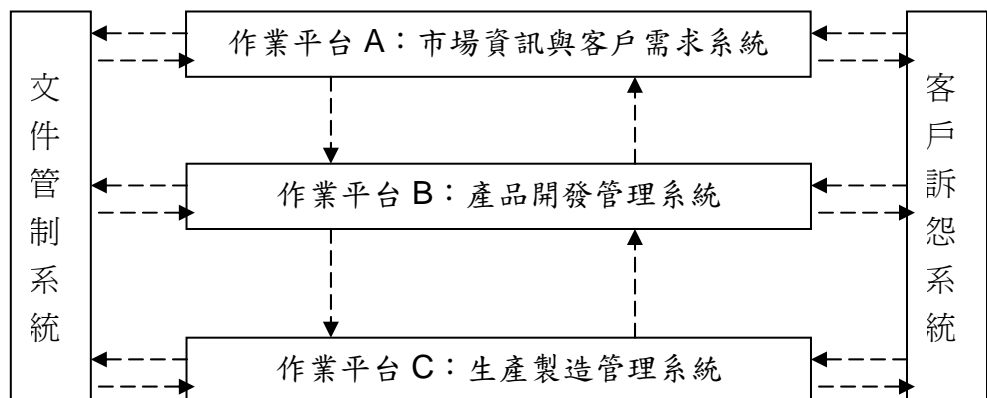 文件管制系統
作業平台 A：市場資訊與客戶需求系統
作業平台 B：產品開發管理系統
作業平台 C：生產製造管理系統
客戶訴怨系統